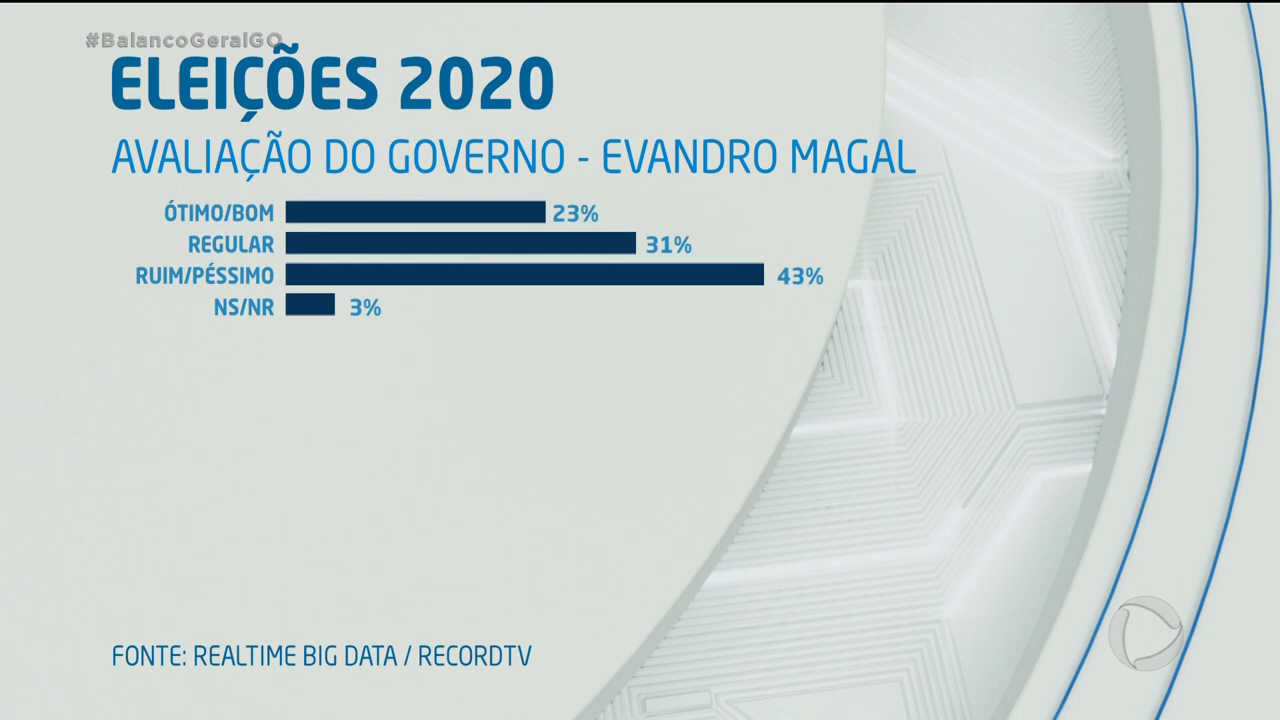 #BalancoGeralGO
ELEIÇÕES 2020
AVALIAÇÃO DO GOVERNO - EVANDRO MAGAL
ÓTIMO/BOM 23%
REGULAR 31%
RUIM/PÉSSIMO 43%
NS/NR 3%
FONTE: REALTIME BIG DATA / RECORDTV